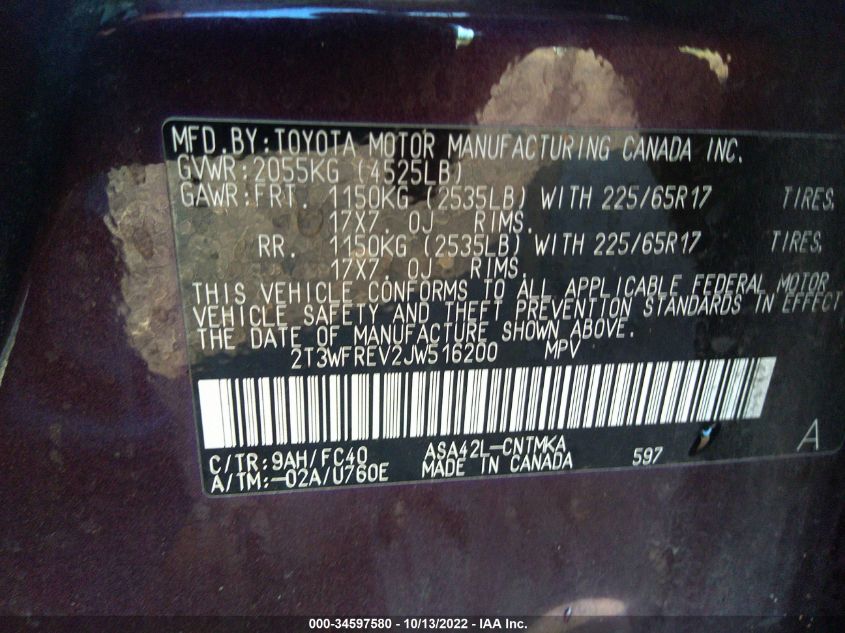 MFD.BY:TOYOTA MOTOR MANUFACTURING CANADA INC.
GVWR:2055KG (4525LB)
GAWR:FRT. 1150KG (2535LB) WITH 225/65R17 TIRES,
17X7. OJ RIMS.
RR. 1150KG (2535LB) WITH 225/65R17 TIRES,
17X7. OJ RIMS.
THIS VEHICLE CONFORMS TO ALL APPLICABLE FEDERAL MOTOR
VEHICLE SAFETY AND THEFT PREVENTION STANDARDS IN EFFECT
THE DATE OF MANUFACTURE SHOWN ABOVE.
2T3WFREV2JW516200 MPV
C/TR:9AH/FC40 ASA42L-CNTMKA
A/TM:-02A/U760E MADE IN CANADA 597 A
000-34597580 - 10/13/2022 - IAA Inc.